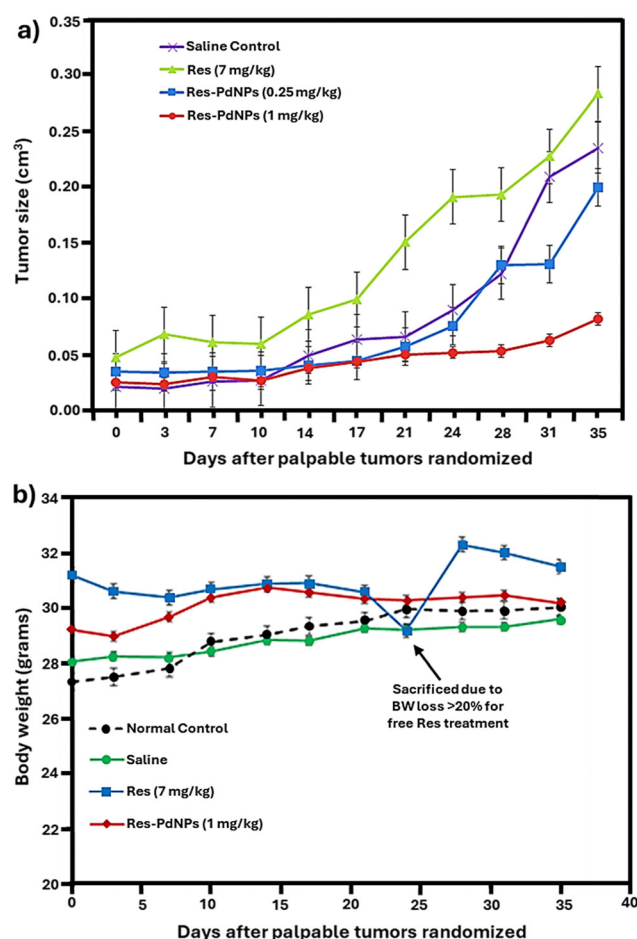 a)
0.35
0.30
0.25
0.20
0.15
0.10
0.05
0.00
Tumor size (cm³)
Saline Control
Res (7 mg/kg)
Res-PdNPs (0.25 mg/kg)
Res-PdNPs (1 mg/kg)
0 3 7 10 14 17 21 24 28 31 35
Days after palpable tumors randomized
b)
34
32
30
28
26
24
22
20
Body weight (grams)
Sacrificed due to
BW loss >20% for
free Res treatment
Normal Control
Saline
Res (7 mg/kg)
Res-PdNPs (1 mg/kg)
0 5 10 15 20 25 30 35 40
Days after palpable tumors randomized